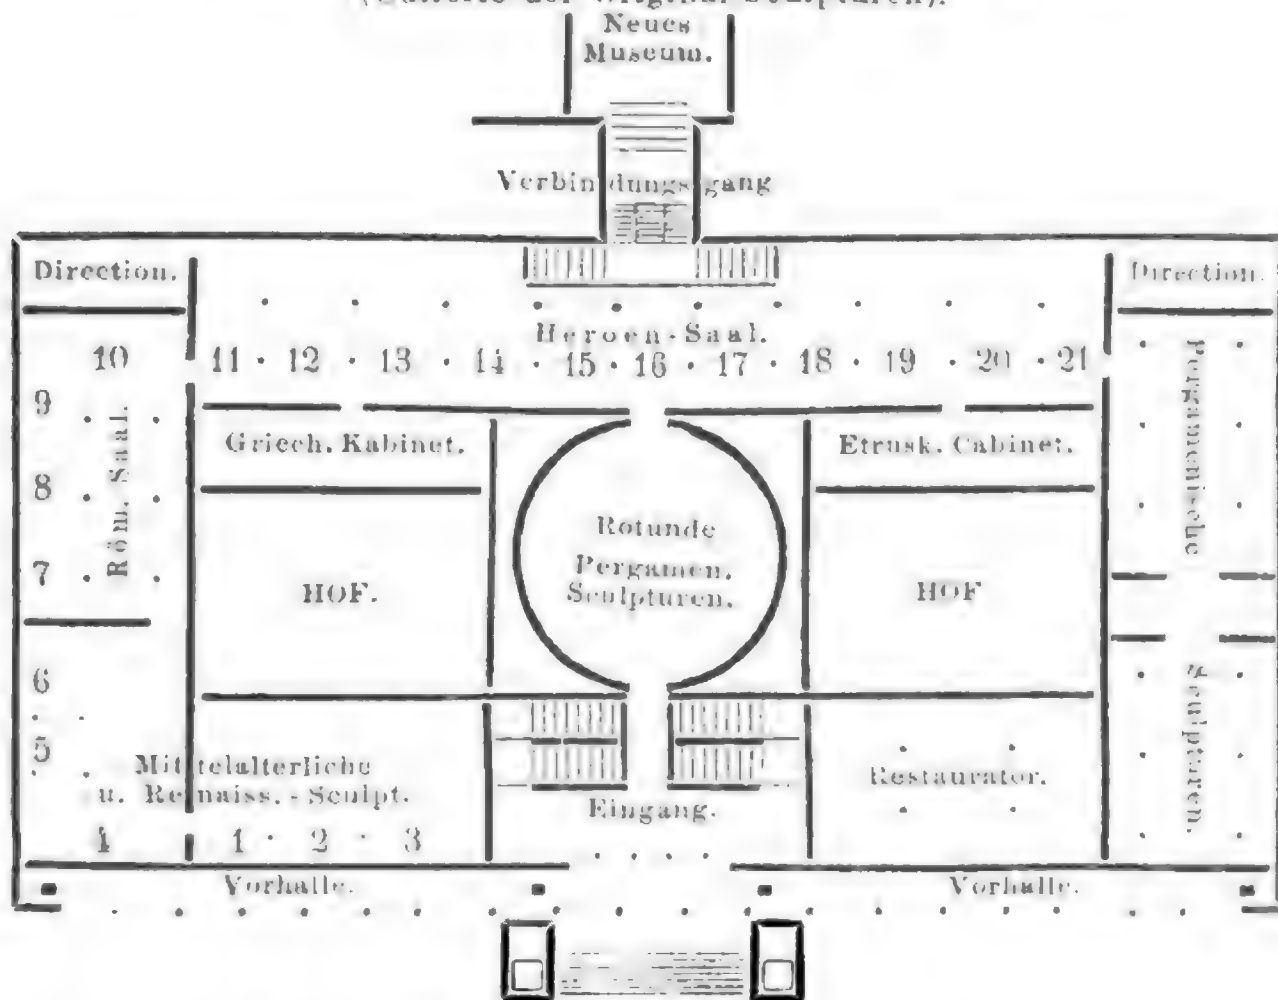 Neues
Museum.
Verbindungsgang
Direction.
Direction.
Heroen-Saal.
10 11 12 13 14 15 16 17 18 19 20 21
9
8
7
Röm. Saal.
Griech. Kabinet.
Etrusk. Cabinet.
Pergamenische
Rotunde
Pergamen.
Sculpturen.
HOF.
HOF
6
5
Mittelalterliche
u. Renaiss.-Sculpt.
Eingang.
Restaurator.
Sculpturen.
4 1 2 3
Vorhalle.
Vorhalle.